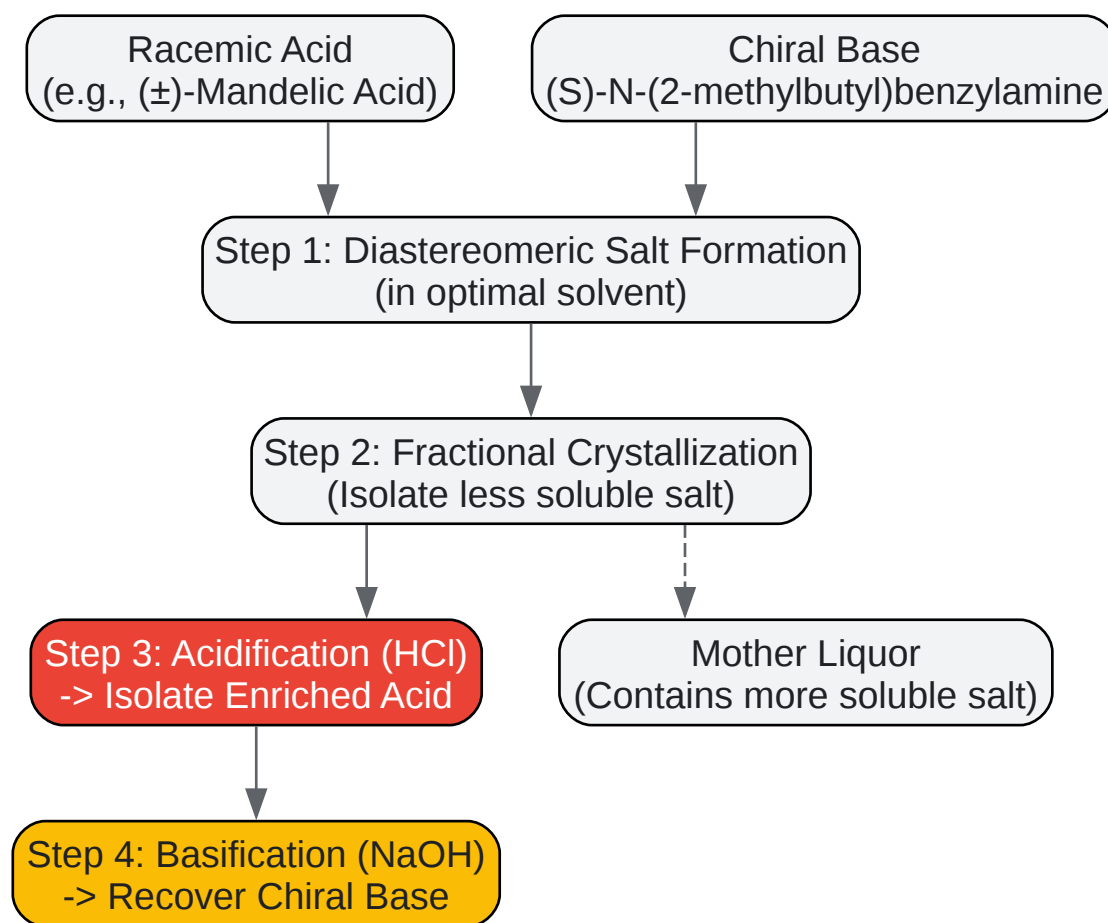 Racemic Acid
(e.g., (±)-Mandelic Acid)
Chiral Base
(S)-N-(2-methylbutyl)benzylamine
Step 1: Diastereomeric Salt Formation
(in optimal solvent)
Step 2: Fractional Crystallization
(Isolate less soluble salt)
Step 3: Acidification (HCl)
-> Isolate Enriched Acid
Mother Liquor
(Contains more soluble salt)
Step 4: Basification (NaOH)
-> Recover Chiral Base